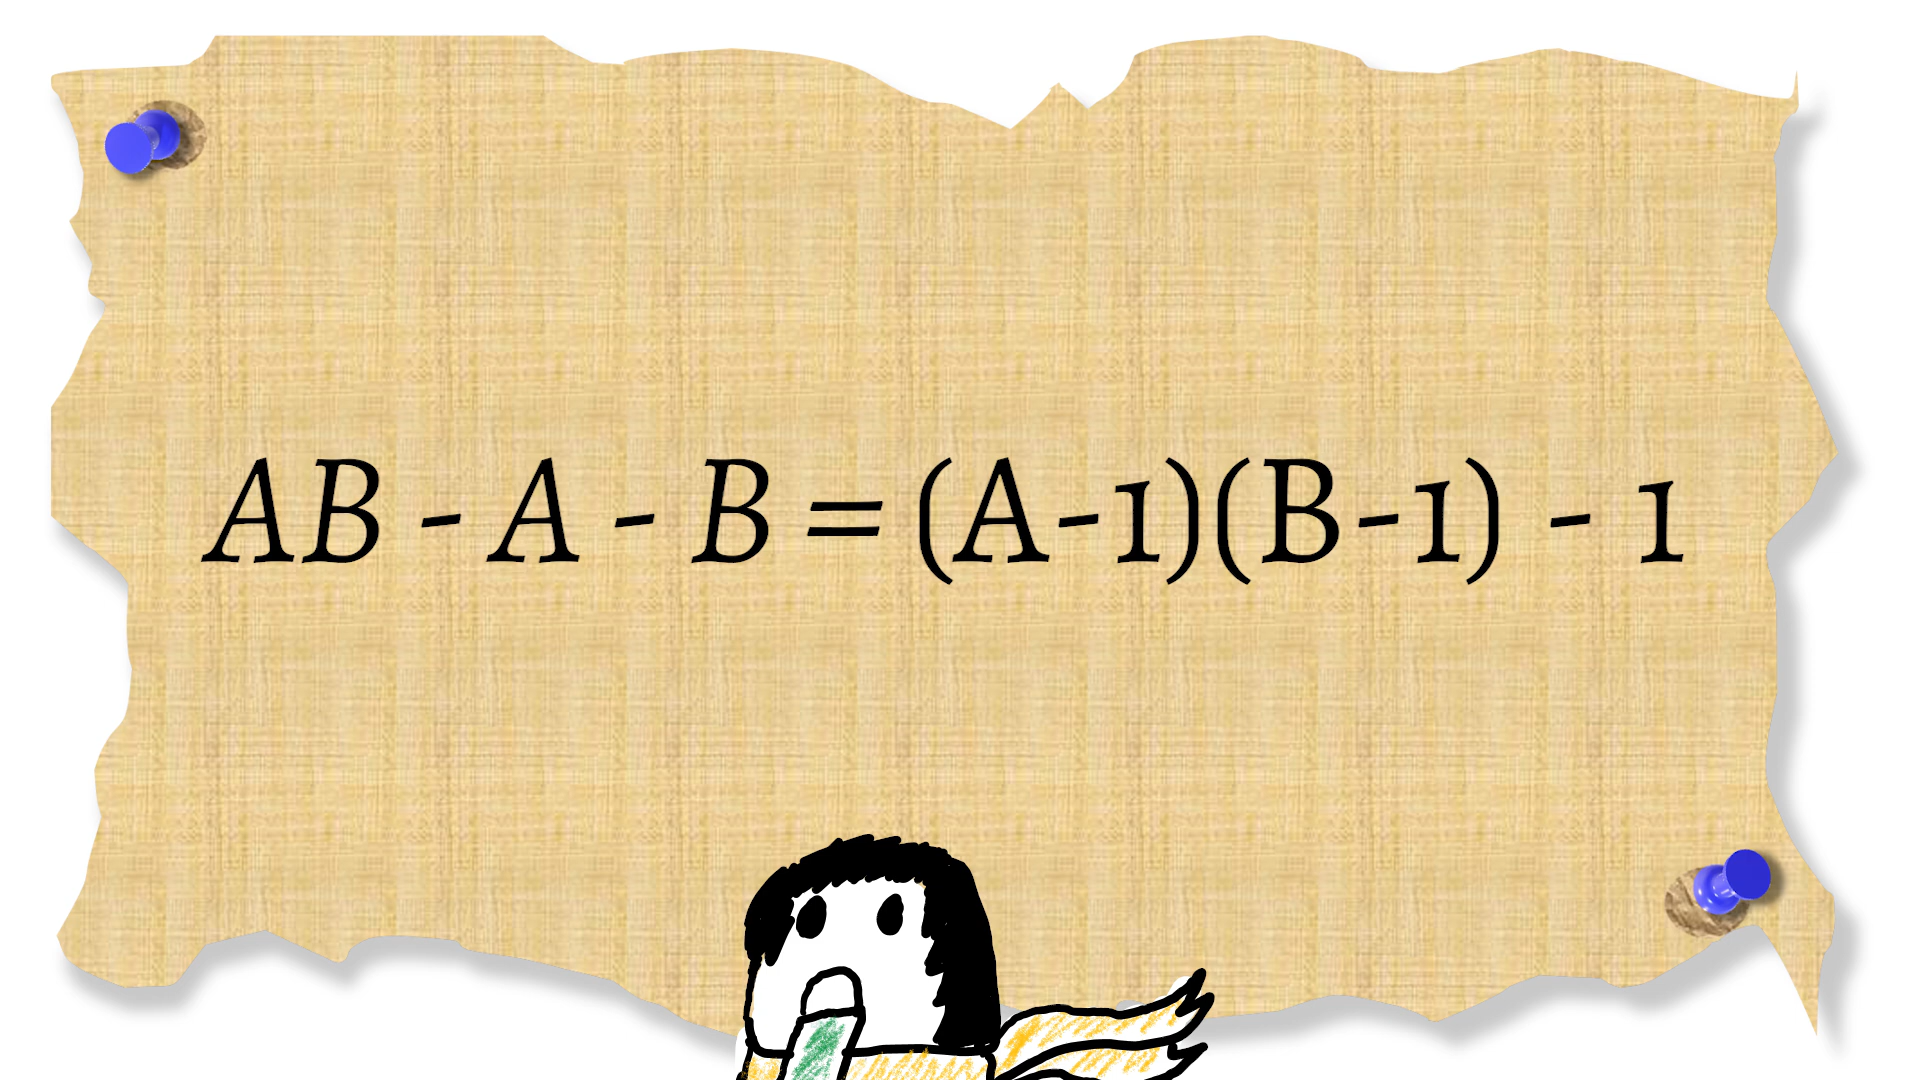 AB - A - B = (A-1)(B-1) - 1